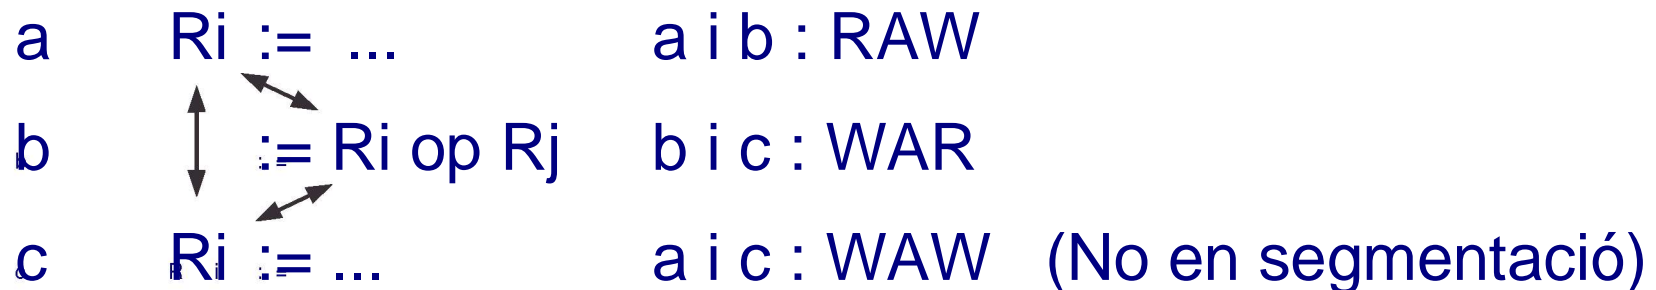 a Ri := ... a i b : RAW
b := Ri op Rj b i c : WAR
c Ri := ... a i c : WAW (No en segmentació)